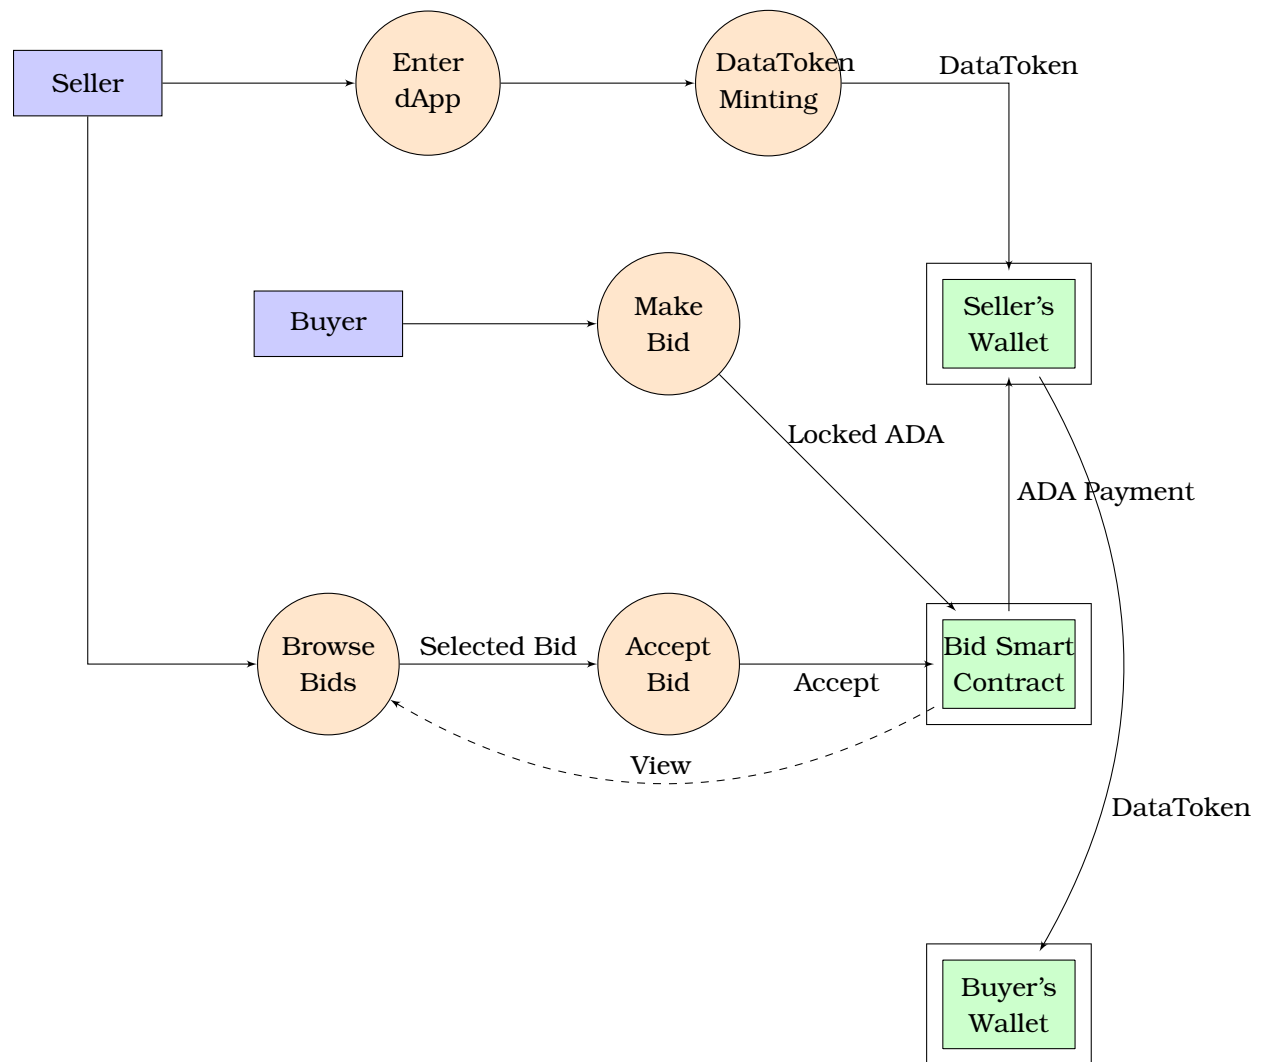 Seller
Enter
dApp
DataToken
Minting
DataToken
Buyer
Make
Bid
Seller's
Wallet
Locked ADA
ADA Payment
Browse
Bids
Selected Bid
Accept
Bid
Accept
Bid Smart
Contract
View
DataToken
Buyer's
Wallet